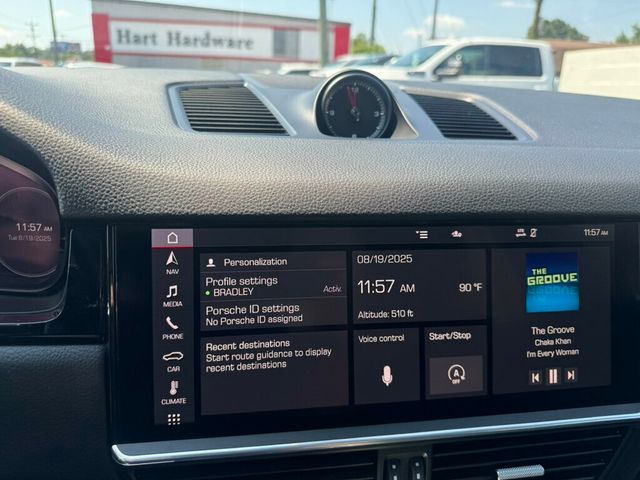 Hart Hardware
12
11:57 AM
Tue 8/19/2025
11:57 AM
NAV
MEDIA
PHONE
CAR
CLIMATE
Personalization
Profile settings
BRADLEY Activ.
Porsche ID settings
No Porsche ID assigned
Recent destinations
Start route guidance to display
recent destinations
08/19/2025
11:57 AM 90 °F
Altitude: 510 ft
Voice control
Start/Stop
OFF
THE
GROOVE
The Groove
Chaka Khan
I'm Every Woman